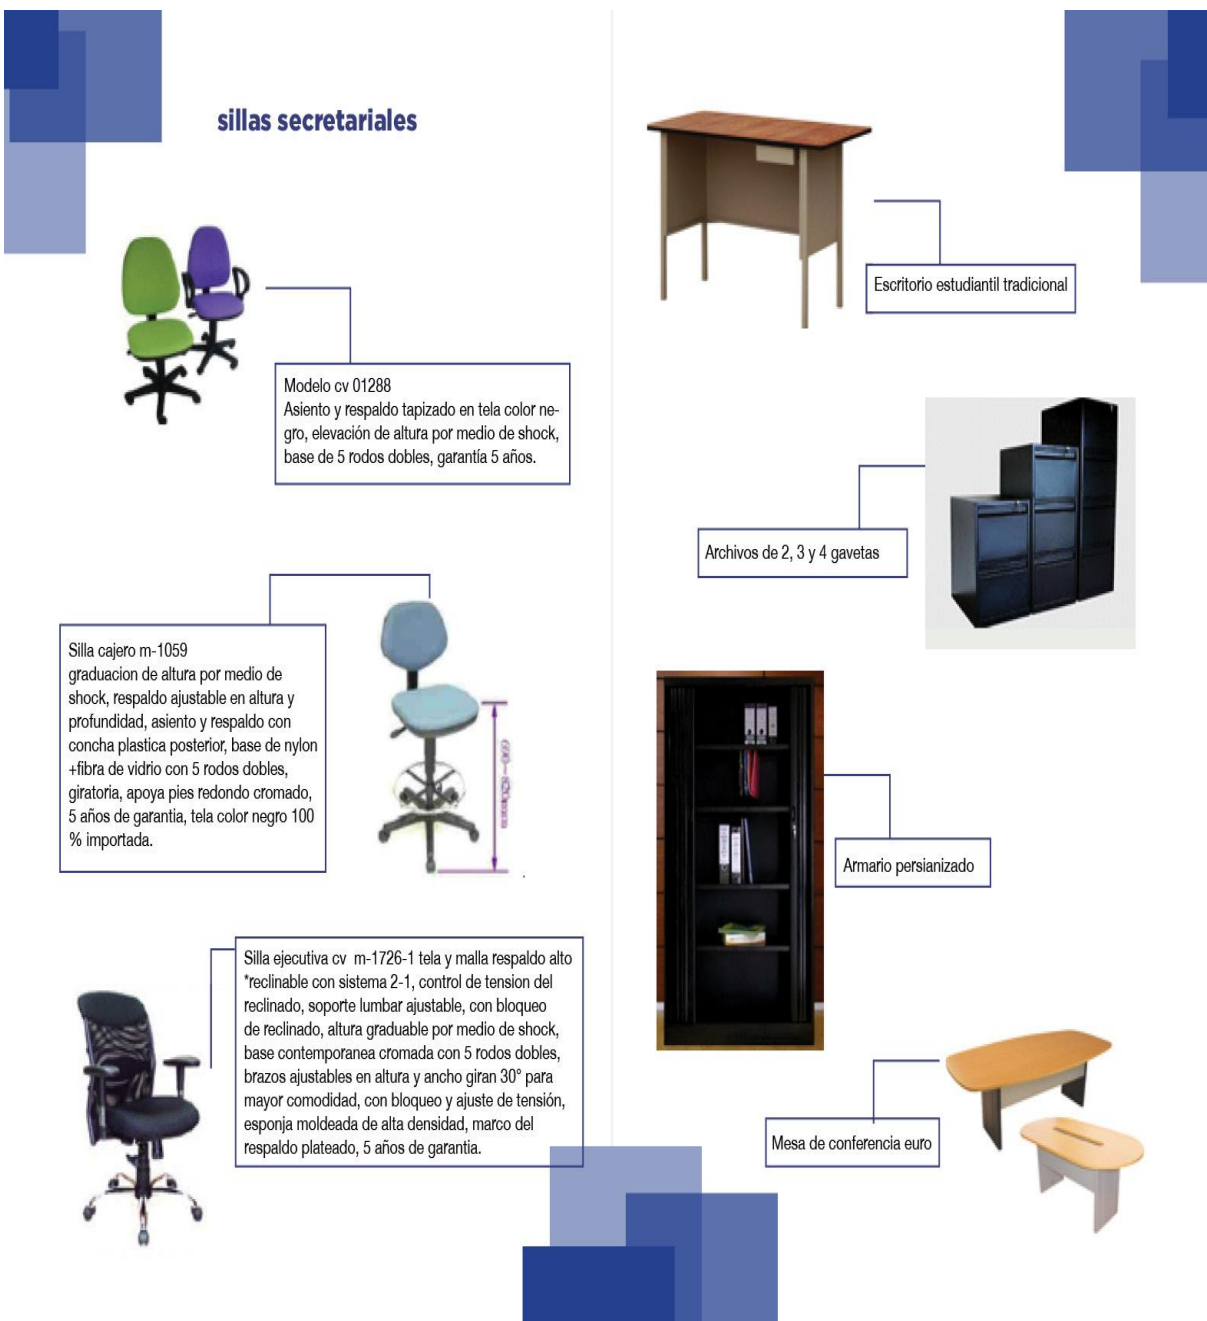 sillas secretariales
Modelo cv 01288
Asiento y respaldo tapizado en tela color ne-
gro, elevación de altura por medio de shock,
base de 5 rodos dobles, garantía 5 años.
Silla cajero m-1059
graduacion de altura por medio de
shock, respaldo ajustable en altura y
profundidad, asiento y respaldo con
concha plastica posterior, base de nylon
+fibra de vidrio con 5 rodos dobles,
giratoria, apoya pies redondo cromado,
5 años de garantia, tela color negro 100
% importada.
Silla ejecutiva cv m-1726-1 tela y malla respaldo alto
*reclinable con sistema 2-1, control de tension del
reclinado, soporte lumbar ajustable, con bloqueo
de reclinado, altura graduable por medio de shock,
base contemporanea cromada con 5 rodos dobles,
brazos ajustables en altura y ancho giran 30° para
mayor comodidad, con bloqueo y ajuste de tensión,
esponja moldeada de alta densidad, marco del
respaldo plateado, 5 años de garantia.
Escritorio estudiantil tradicional
Archivos de 2, 3 y 4 gavetas
Armario persianizado
Mesa de conferencia euro